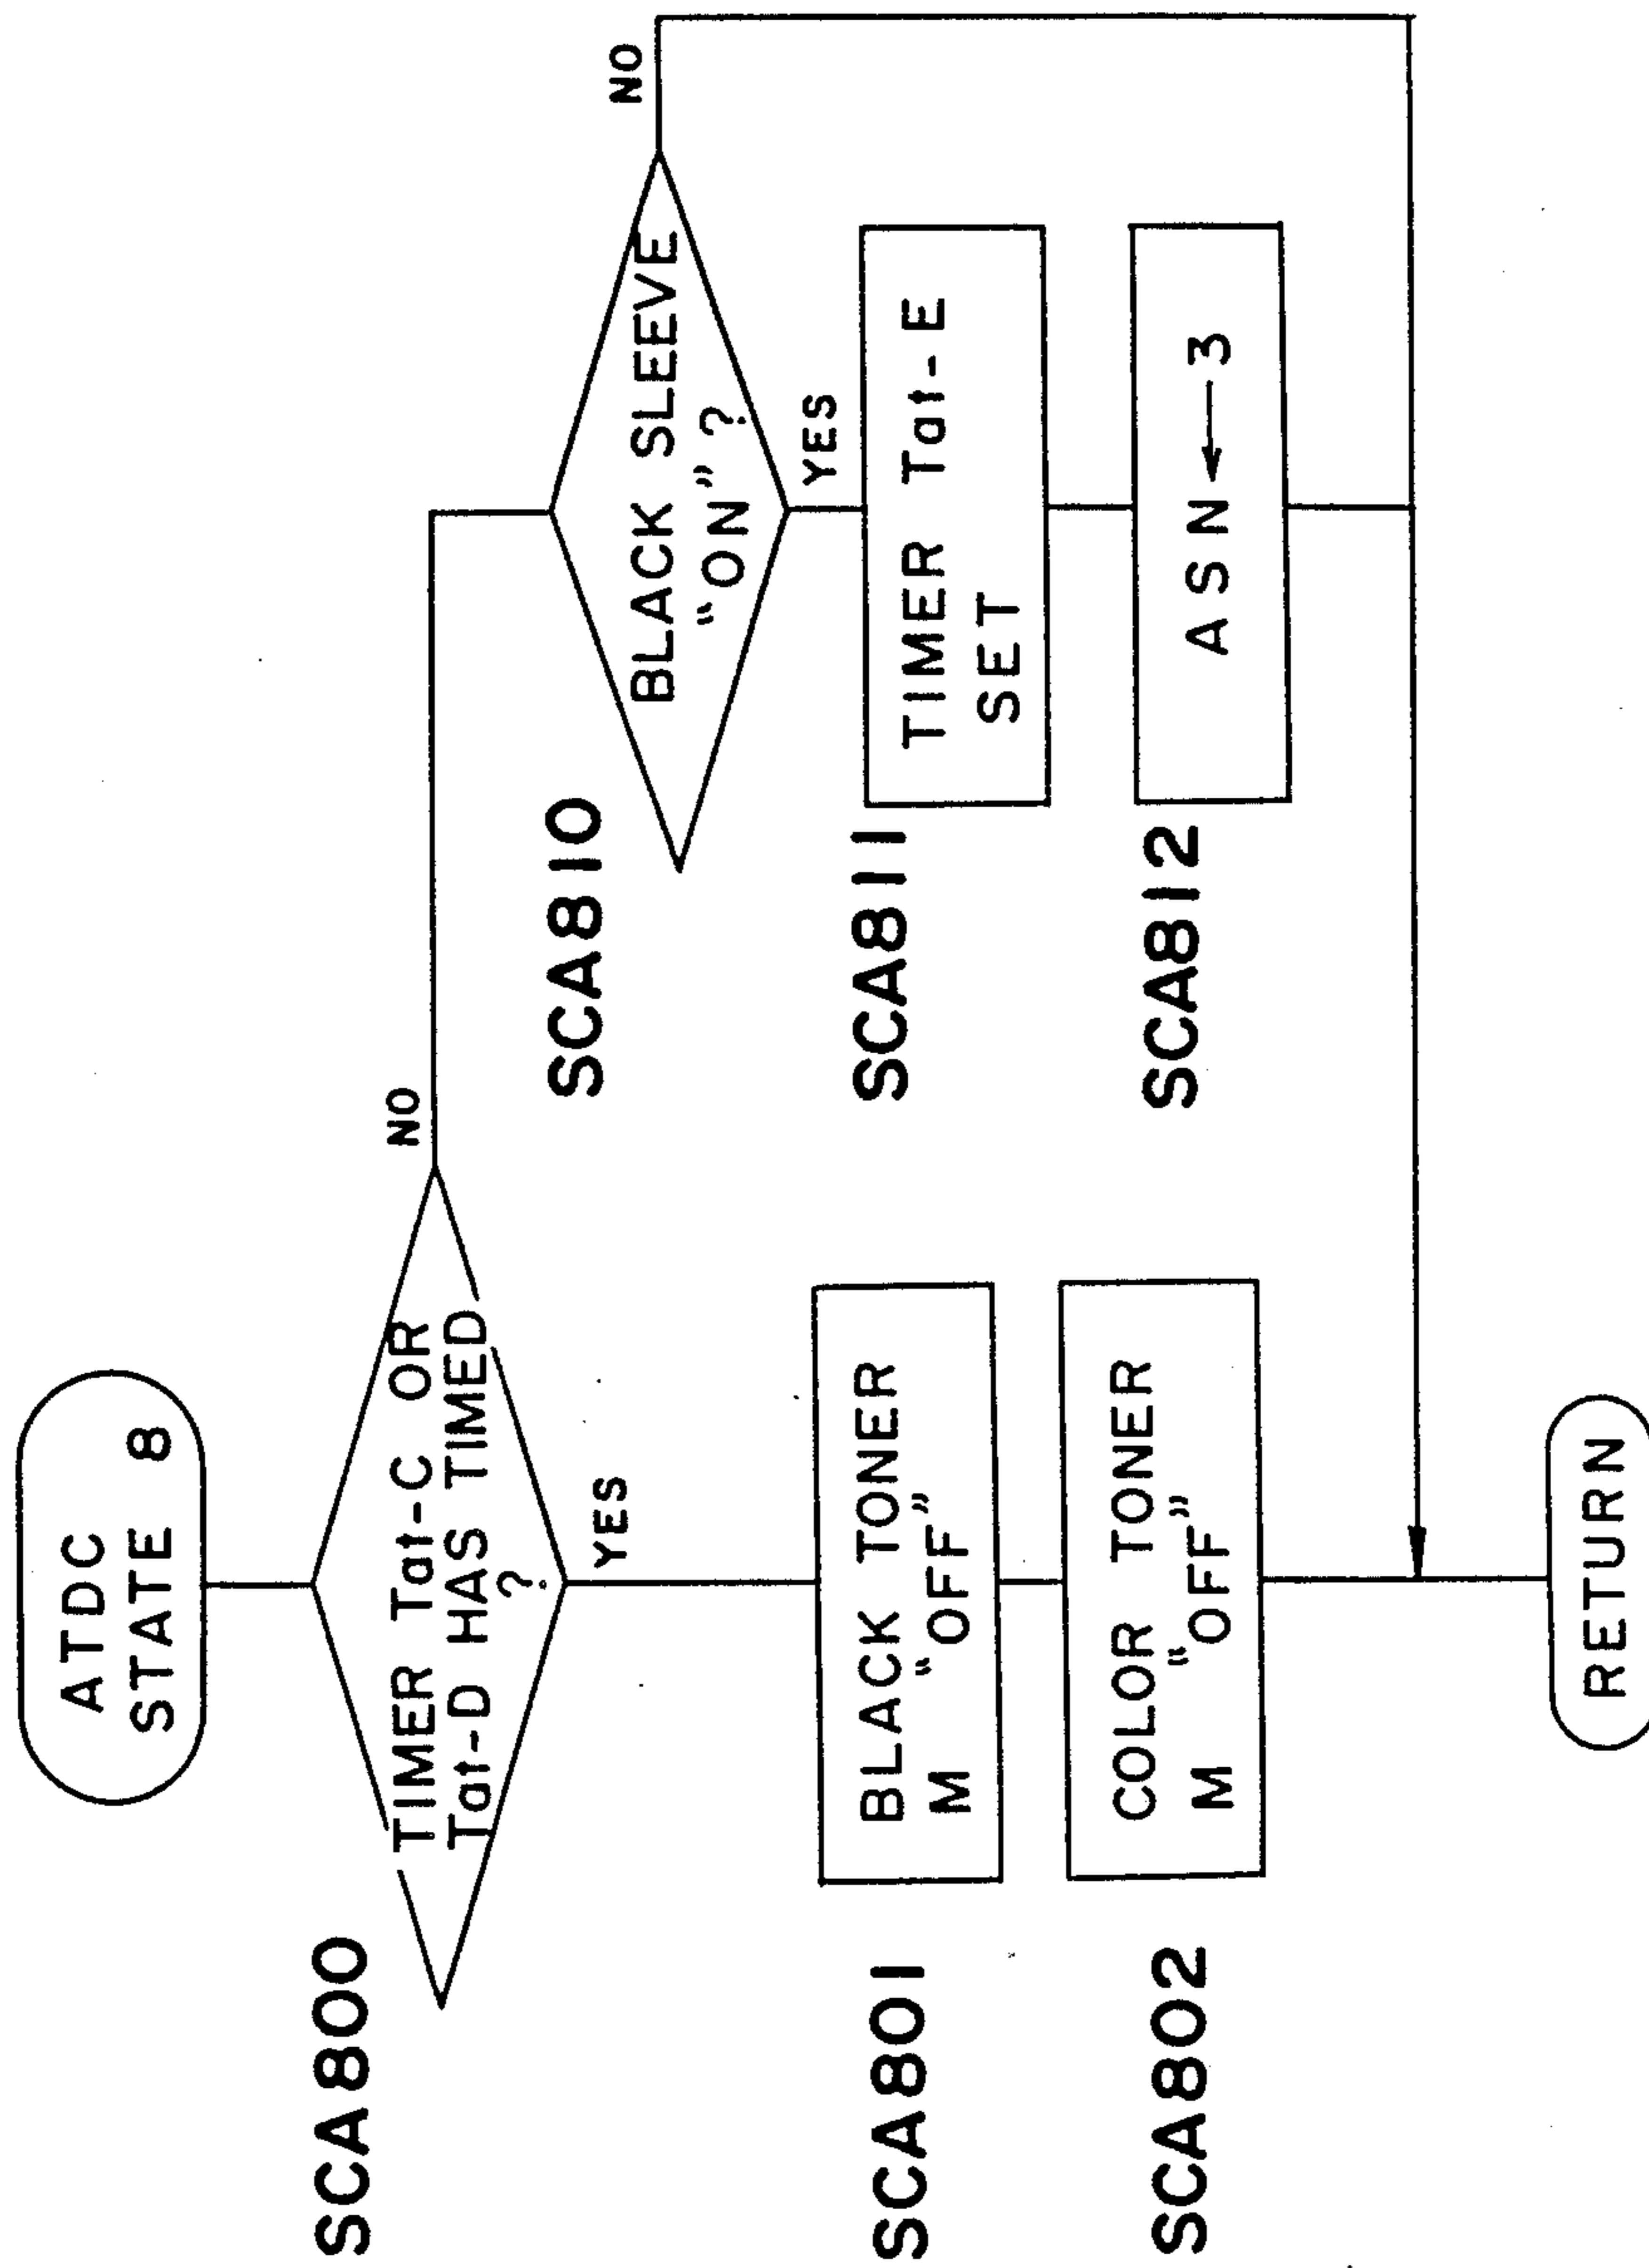 ATDC
STATE 8
SCA800
TIMER Tat-C OR
Tat-D HAS TIMED
?
NO
YES
SCA801
BLACK TONER
M "OFF"
SCA802
COLOR TONER
M "OFF"
SCA810
BLACK SLEEVE
"ON" ?
NO
YES
SCA811
TIMER Tat-E
SET
SCA812
ASN ← 3
RETURN